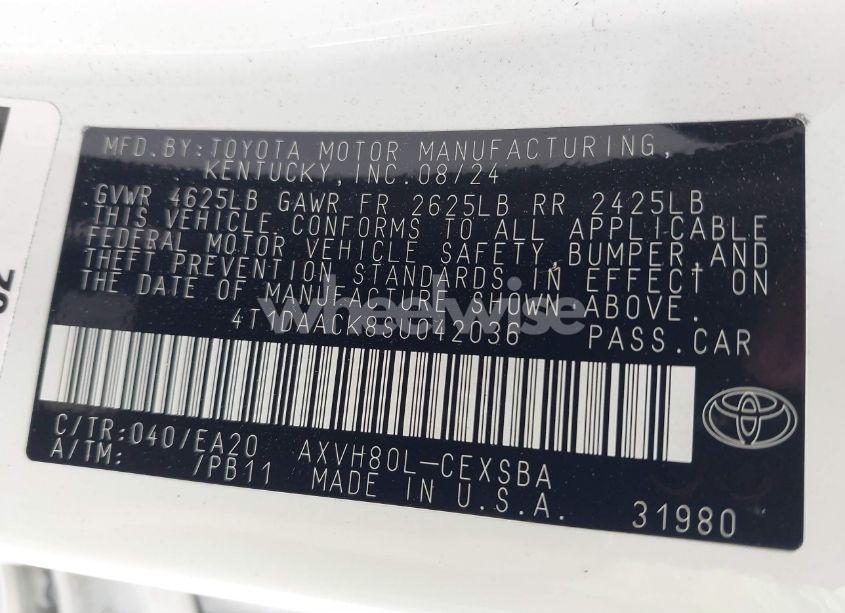 MFD. BY: TOYOTA MOTOR MANUFACTURING,
KENTUCKY, INC. 08/24
GVWR 4625LB GAWR FR 2625LB RR 2425LB
THIS VEHICLE CONFORMS TO ALL APPLICABLE
FEDERAL MOTOR VEHICLE SAFETY, BUMPER, AND
THEFT PREVENTION STANDARDS IN EFFECT ON
THE DATE OF MANUFACTURE SHOWN ABOVE.
4T1DAACK8SU042036 PASS. CAR
wheelwise
C/TR: 040/EA20 AXVH80L-CEXSBA
A/TM: /PB11 MADE IN U.S.A. 31980